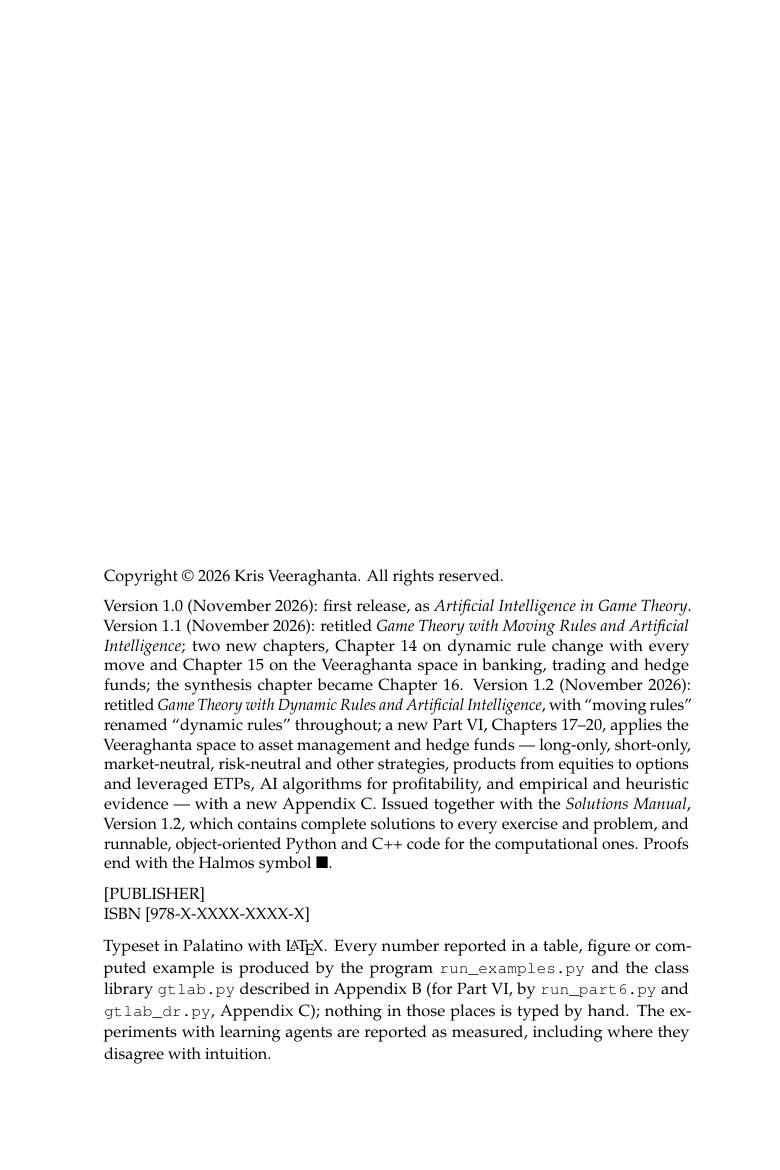 Copyright © 2026 Kris Veeraghanta. All rights reserved.
Version 1.0 (November 2026): first release, as Artificial Intelligence in Game Theory.
Version 1.1 (November 2026): retitled Game Theory with Moving Rules and Artificial
Intelligence; two new chapters, Chapter 14 on dynamic rule change with every
move and Chapter 15 on the Veeraghanta space in banking, trading and hedge
funds; the synthesis chapter became Chapter 16. Version 1.2 (November 2026):
retitled Game Theory with Dynamic Rules and Artificial Intelligence, with “moving rules”
renamed “dynamic rules” throughout; a new Part VI, Chapters 17–20, applies the
Veeraghanta space to asset management and hedge funds — long-only, short-only,
market-neutral, risk-neutral and other strategies, products from equities to options
and leveraged ETPs, AI algorithms for profitability, and empirical and heuristic
evidence — with a new Appendix C. Issued together with the Solutions Manual,
Version 1.2, which contains complete solutions to every exercise and problem, and
runnable, object-oriented Python and C++ code for the computational ones. Proofs
end with the Halmos symbol ■.
[PUBLISHER]
ISBN [978-X-XXXX-XXXX-X]
Typeset in Palatino with LATEX. Every number reported in a table, figure or com-
puted example is produced by the program run_examples.py and the class
library gtlab.py described in Appendix B (for Part VI, by run_part6.py and
gtlab_dr.py, Appendix C); nothing in those places is typed by hand. The ex-
periments with learning agents are reported as measured, including where they
disagree with intuition.